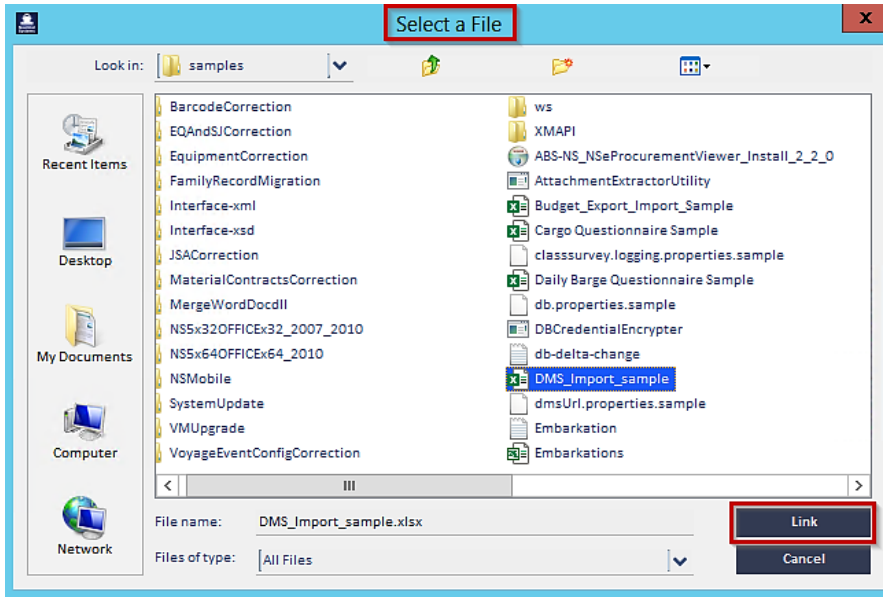 Select a File
X
Look in: samples
Recent Items
Desktop
My Documents
Computer
Network
BarcodeCorrection
EQAndSJCorrection
EquipmentCorrection
FamilyRecordMigration
Interface-xml
Interface-xsd
JSACorrection
MaterialContractsCorrection
MergeWordDocdll
NS5x32OFFICEx32_2007_2010
NS5x64OFFICEx64_2010
NSMobile
SystemUpdate
VMUpgrade
VoyageEventConfigCorrection
ws
XMAPI
ABS-NS_NSeProcurementViewer_Install_2_2_0
AttachmentExtractorUtility
Budget_Export_Import_Sample
Cargo Questionnaire Sample
classsurvey.logging.properties.sample
Daily Barge Questionnaire Sample
db.properties.sample
DBCredentialEncrypter
db-delta-change
DMS_Import_sample
dmsUrl.properties.sample
Embarkation
Embarkations
File name: DMS_Import_sample.xlsx
Link
Files of type: All Files
Cancel